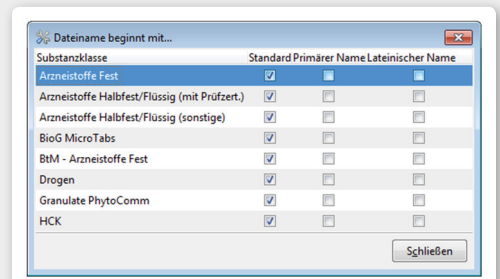 Dateiname beginnt mit...
Substanzklasse Standard Primärer Name Lateinischer Name
Arzneistoffe Fest
Arzneistoffe Halbfest/Flüssig (mit Prüfzert.)
Arzneistoffe Halbfest/Flüssig (sonstige)
BioG MicroTabs
BtM - Arzneistoffe Fest
Drogen
Granulate PhytoComm
HCK
Schließen